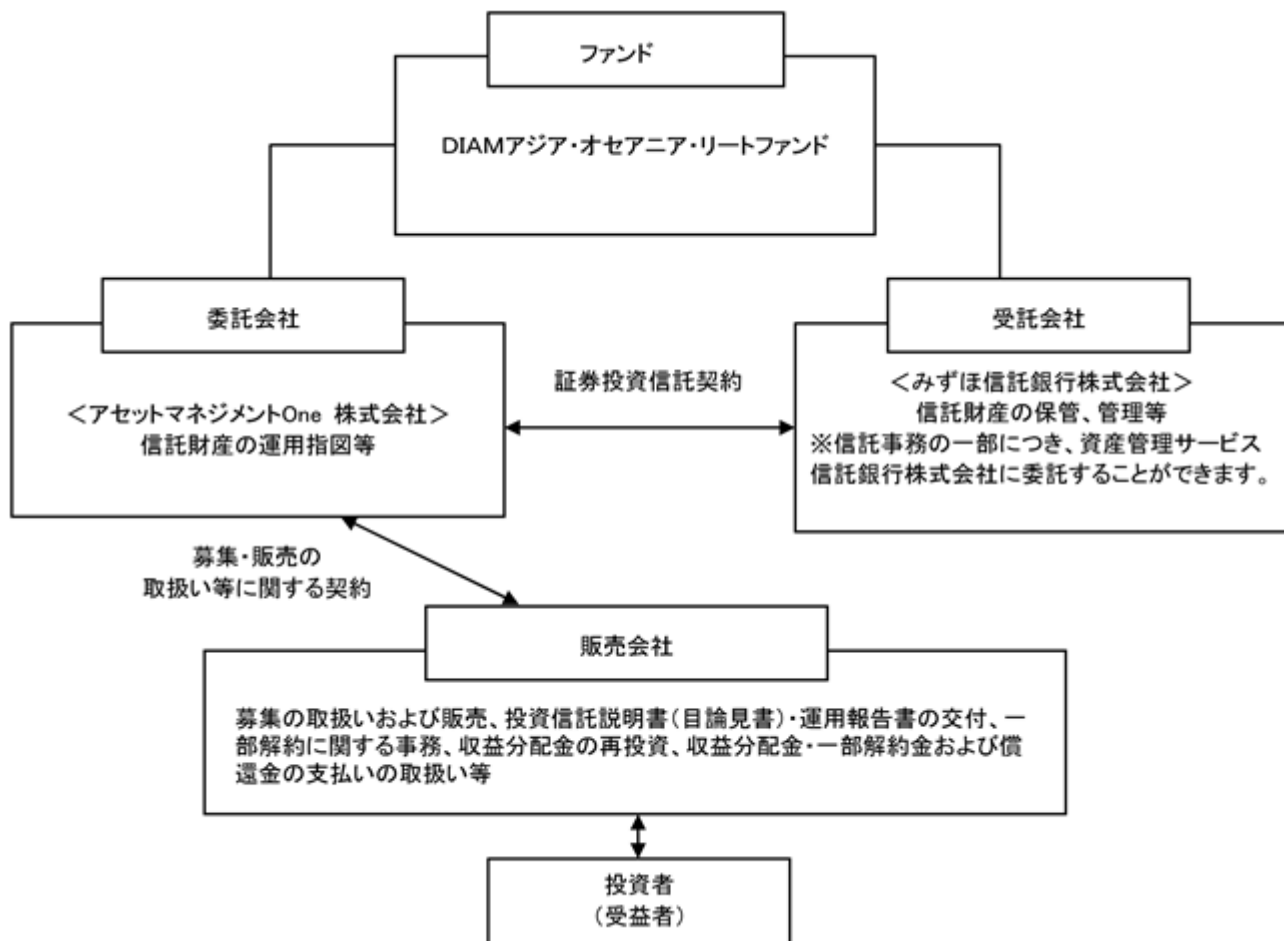 ファンド
DIAMアジア・オセアニア・リートファンド
委託会社
<アセットマネジメントOne 株式会社>
信託財産の運用指図等
証券投資信託契約
受託会社
<みずほ信託銀行株式会社>
信託財産の保管、管理等
※信託事務の一部につき、資産管理サービス
信託銀行株式会社に委託することができます。
募集・販売の
取扱い等に関する契約
販売会社
募集の取扱いおよび販売、投資信託説明書(目論見書)・運用報告書の交付、一
部解約に関する事務、収益分配金の再投資、収益分配金・一部解約金および償
還金の支払いの取扱い等
投資者
(受益者)